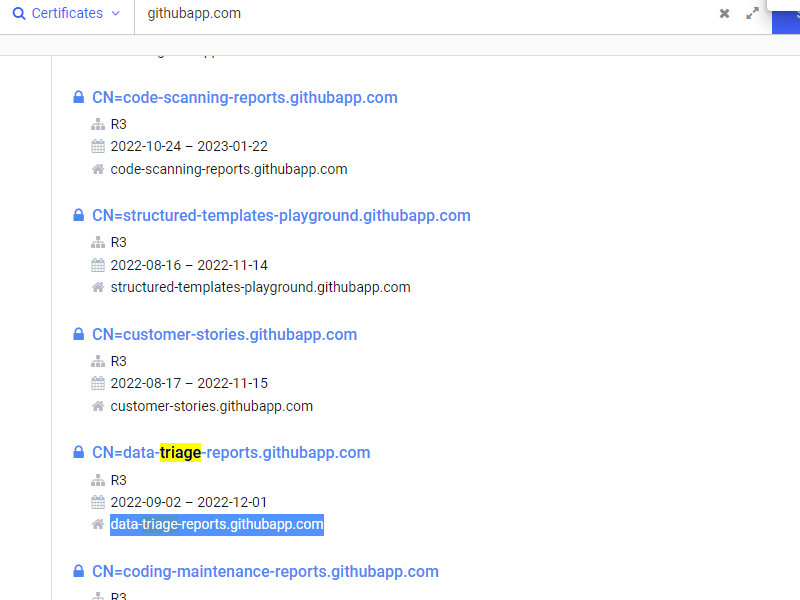 Certificates githubapp.com
CN=code-scanning-reports.githubapp.com
R3
2022-10-24 – 2023-01-22
code-scanning-reports.githubapp.com
CN=structured-templates-playground.githubapp.com
R3
2022-08-16 – 2022-11-14
structured-templates-playground.githubapp.com
CN=customer-stories.githubapp.com
R3
2022-08-17 – 2022-11-15
customer-stories.githubapp.com
CN=data-triage-reports.githubapp.com
R3
2022-09-02 – 2022-12-01
data-triage-reports.githubapp.com
CN=coding-maintenance-reports.githubapp.com
R3